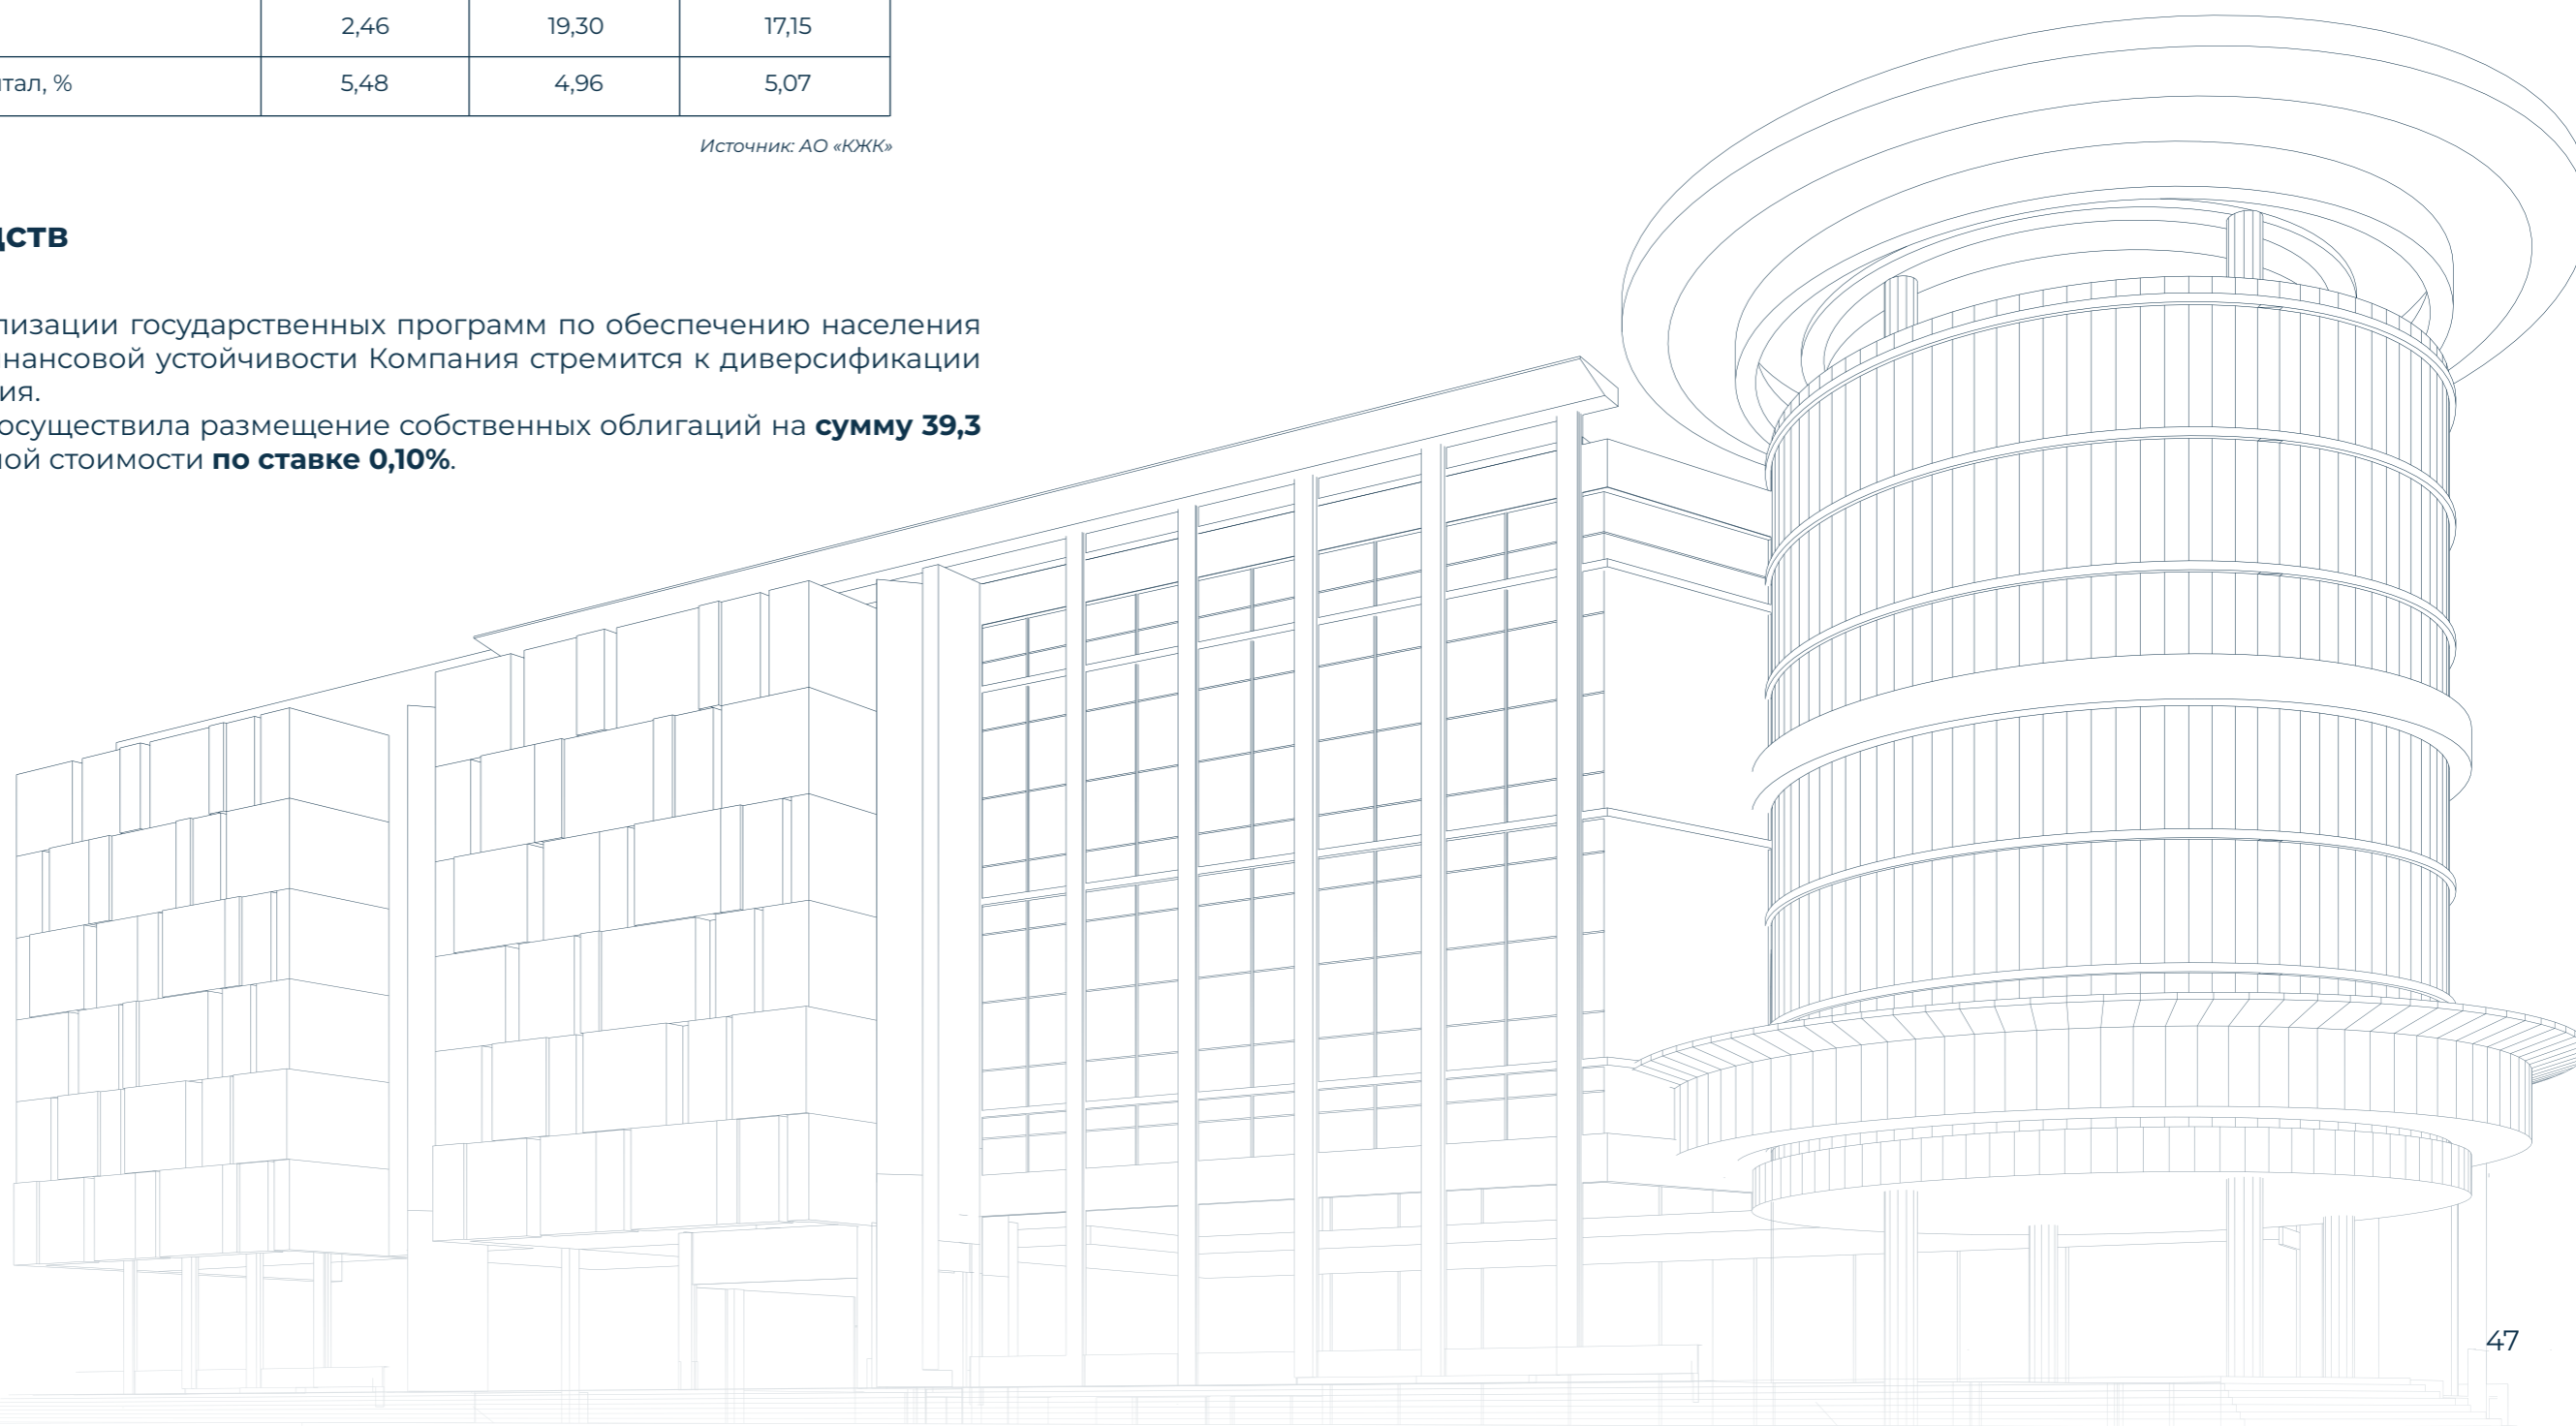 2,46 19,30 17,15
тал, % 5,48 4,96 5,07
Источник: АО «КЖК»
дств
лизации государственных программ по обеспечению населения
нансовой устойчивости Компания стремится к диверсификации
ия.
осуществила размещение собственных облигаций на сумму 39,3
ной стоимости по ставке 0,10%.
47